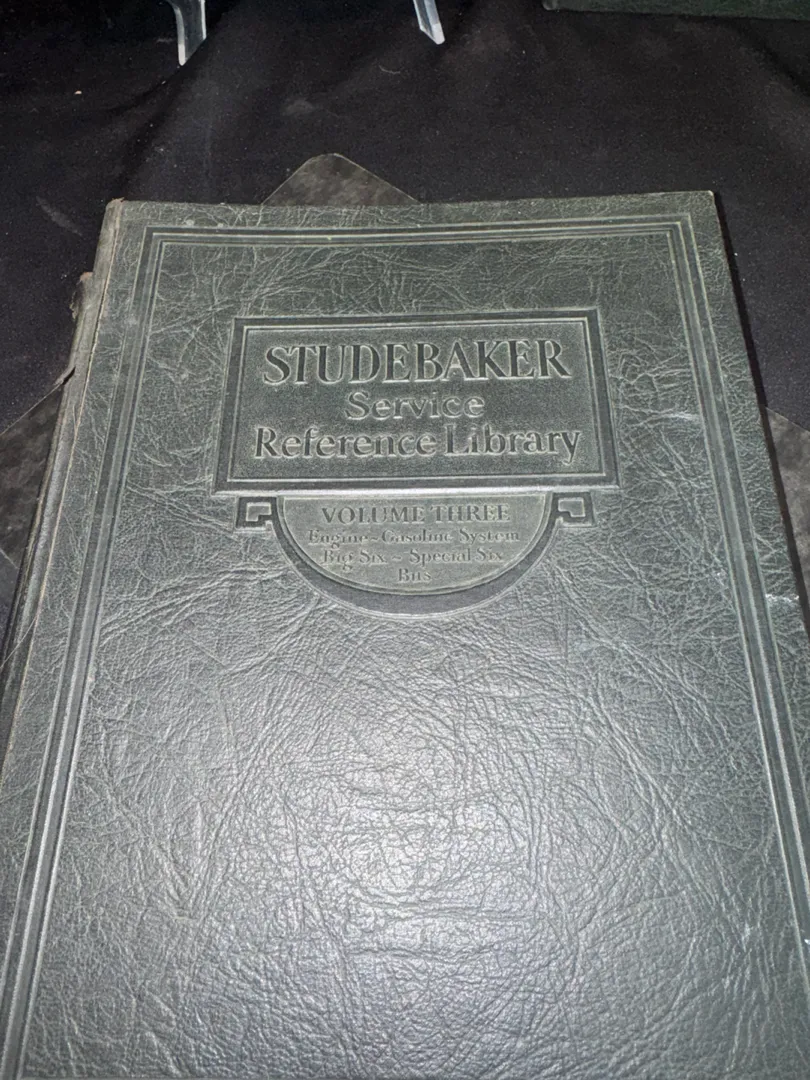 STUDEBAKER
Service
Reference Library
VOLUME THREE
Engine~Gasoline System
Big Six ~ Special Six
Bus